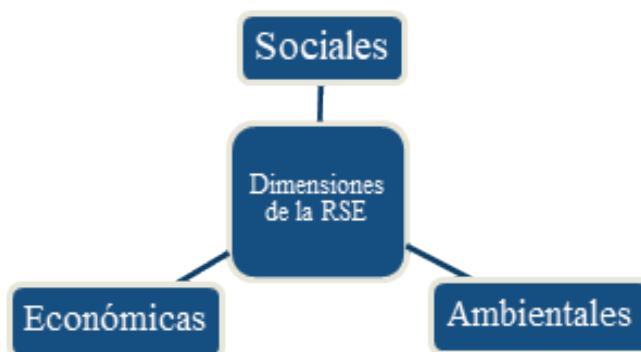 Sociales
Dimensiones
de la RSE
Económicas
Ambientales